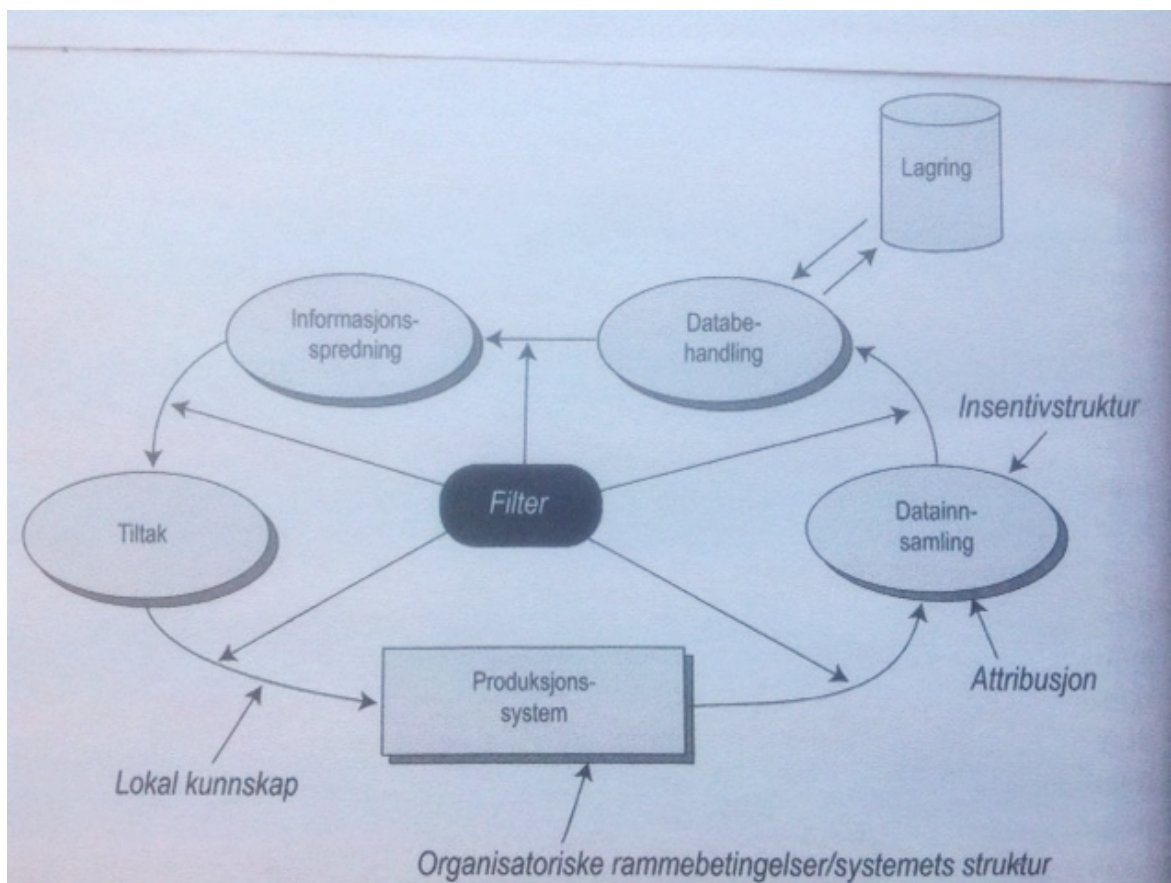 Lagring
Informasjons-
spredning
Databe-
handling
Insentivstruktur
Filter
Tiltak
Datainn-
samling
Attribusjon
Produksjons-
system
Lokal kunnskap
Organisatoriske rammebetingelser/systemets struktur